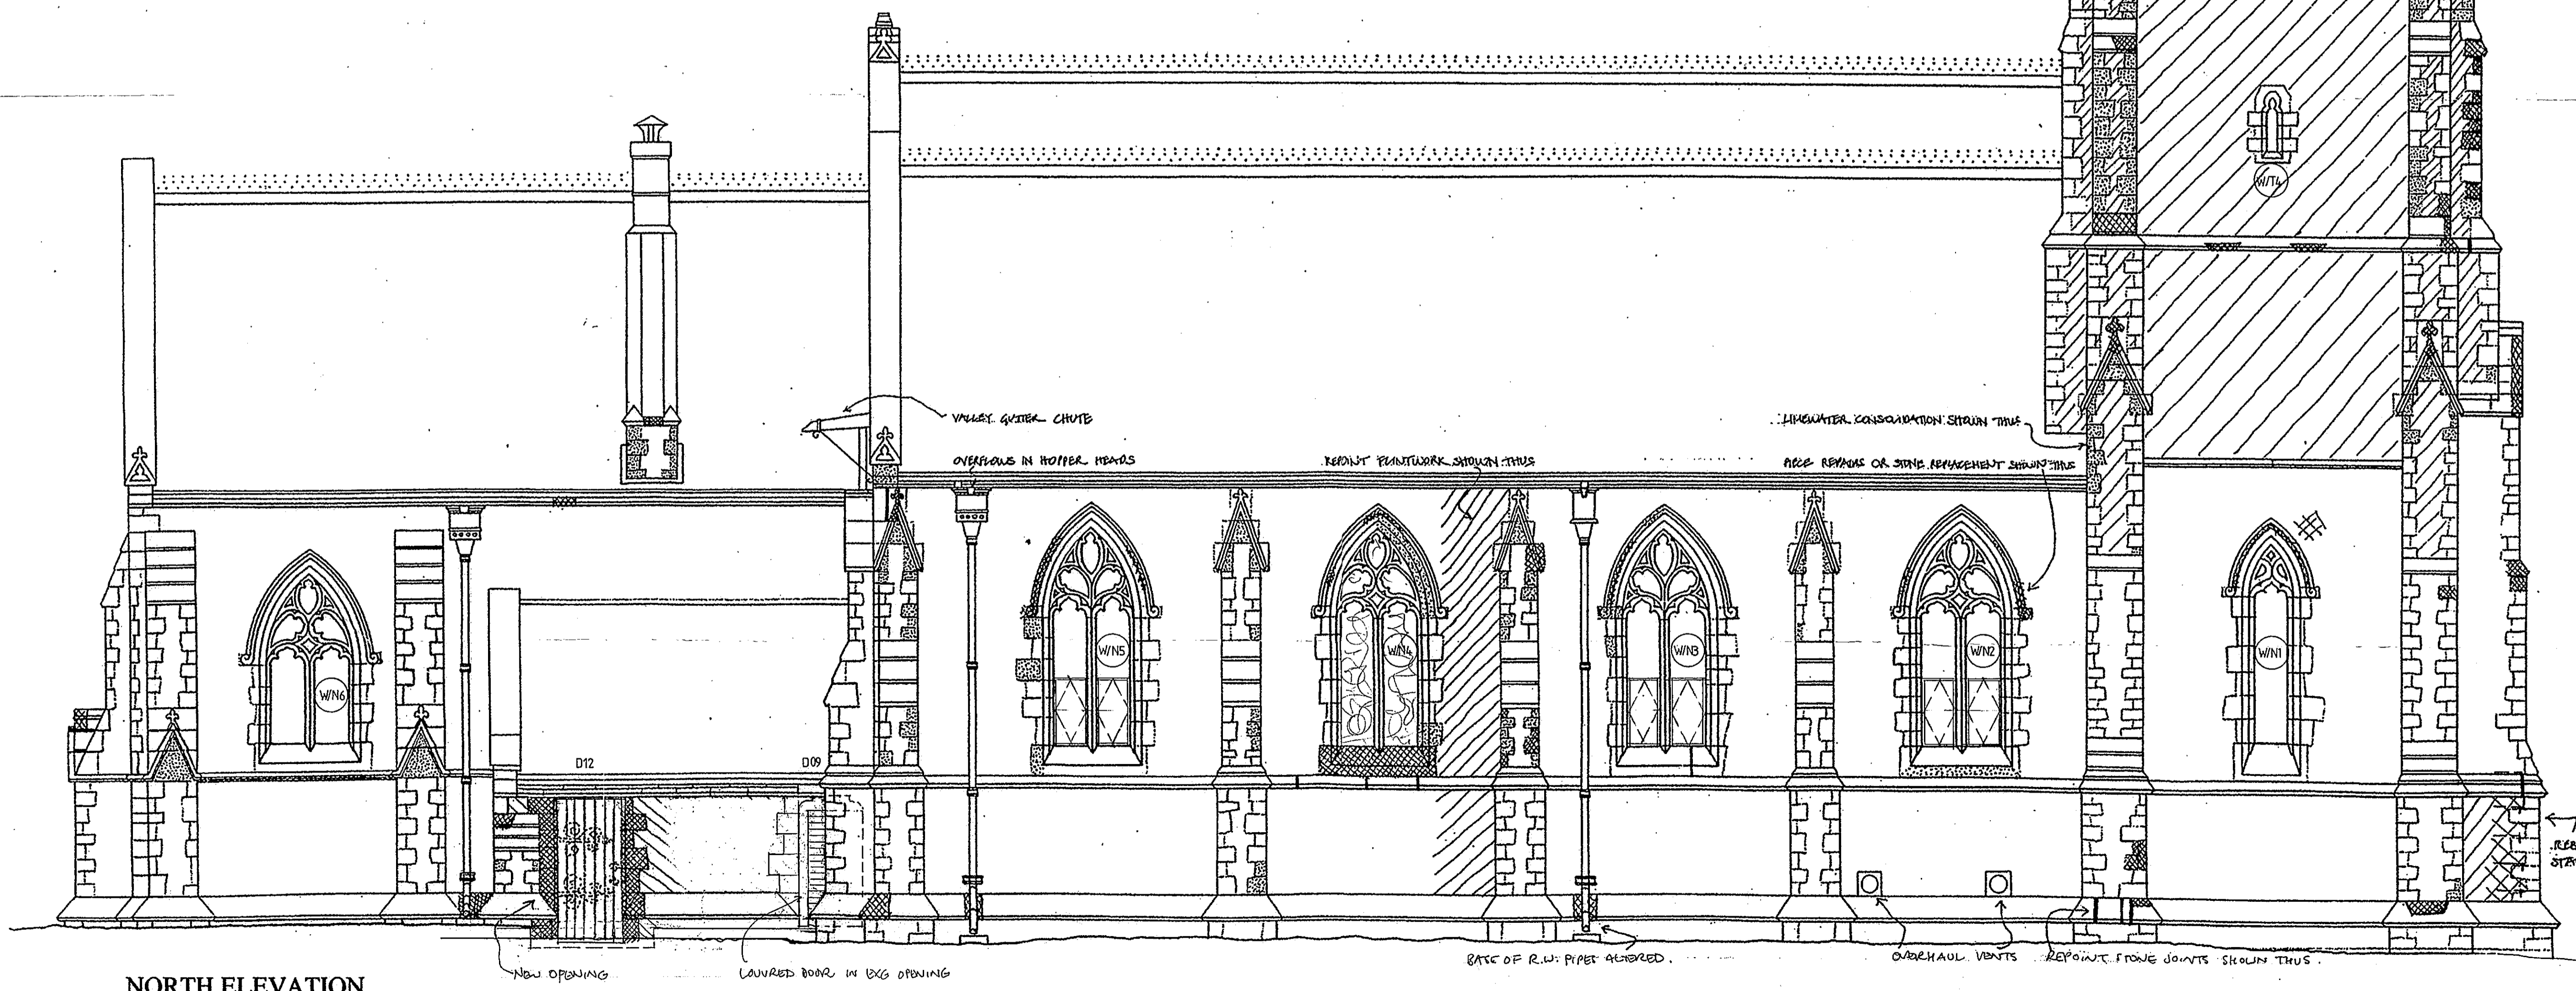 W/T4
VALLEY GUTTER CHUTE
LIMEWATER CONSOLIDATION SHOWN THUS
OVERFLOWS IN HOPPER HEADS
REPOINT FLINTWORK SHOWN THUS
PIECE REPAIRS OR STONE REPLACEMENT SHOWN THUS
W/N6
W/N5
W/N4
W/N3
W/N2
W/N1
D12
D09
NEW OPENING
LOUVRED DOOR IN EXG OPENING
BASE OF R.W. PIPES ALTERED.
OVERHAUL VENTS
REPOINT STONE JOINTS SHOWN THUS.
NORTH ELEVATION